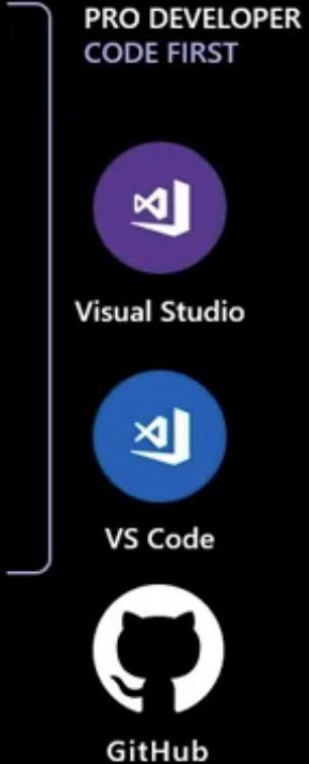 PRO DEVELOPER
CODE FIRST
Visual Studio
VS Code
GitHub